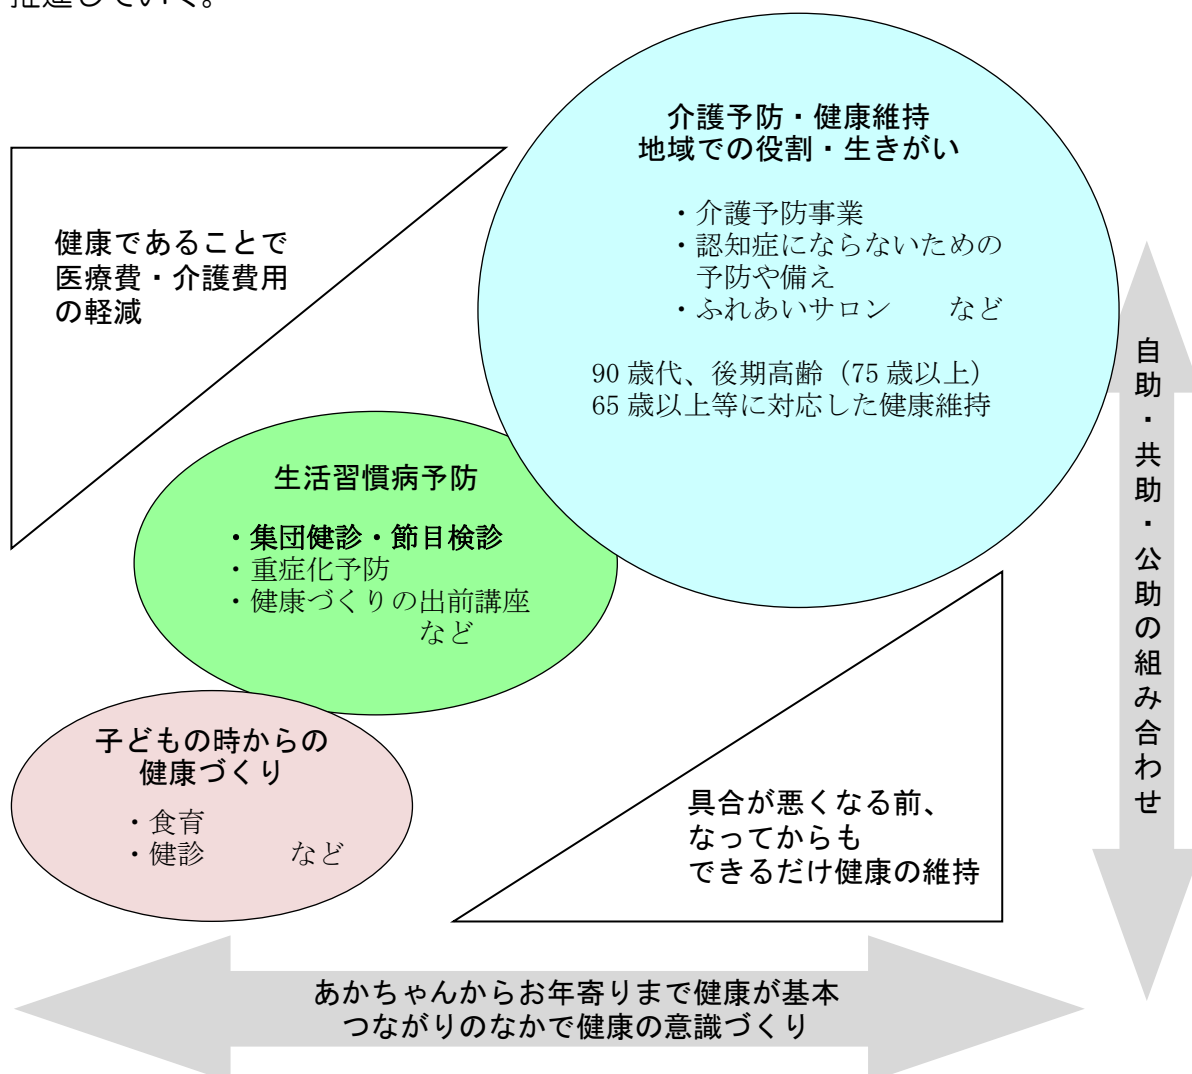 推進していく。
介護予防・健康維持
地域での役割・生きがい
・介護予防事業
・認知症にならないための
予防や備え
・ふれあいサロン　　など
90 歳代、後期高齢（75 歳以上）
65 歳以上等に対応した健康維持
健康であることで
医療費・介護費用
の軽減
生活習慣病予防
・集団健診・節目検診
・重症化予防
・健康づくりの出前講座
など
子どもの時からの
健康づくり
・食育
・健診　　　など
具合が悪くなる前、
なってからも
できるだけ健康の維持
自助・共助・公助の組み合わせ
あかちゃんからお年寄りまで健康が基本
つながりのなかで健康の意識づくり